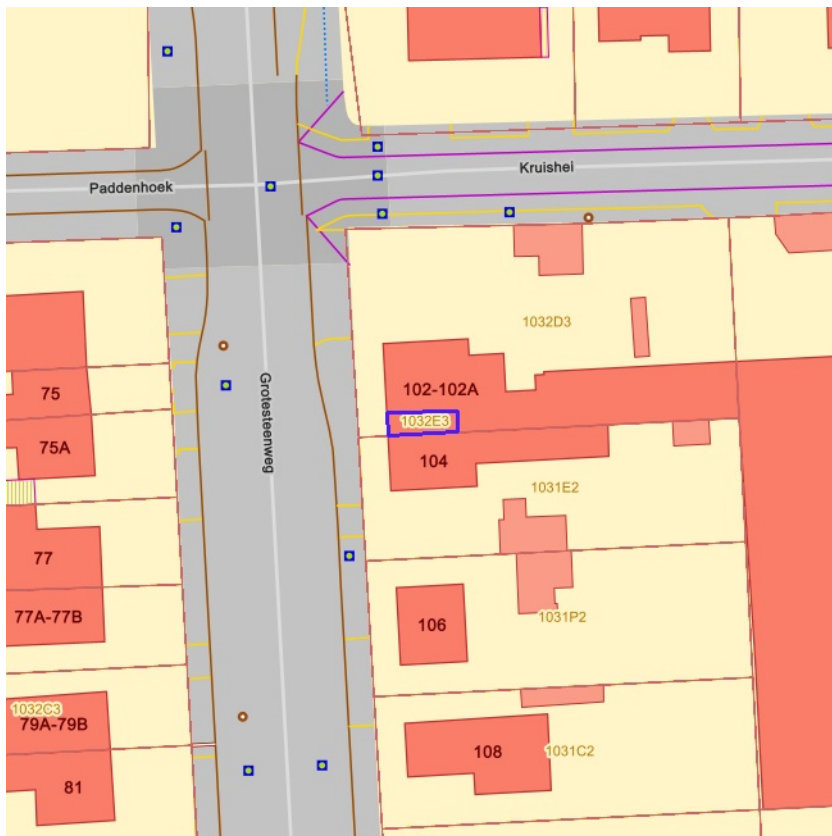 Kruishei
Paddenhoek
1032D3
Grotesteenweg
102-102A
75
1032E3
75A
104
1031E2
77
77A-77B
106
1031P2
1032C3
79A-79B
108
1031C2
81